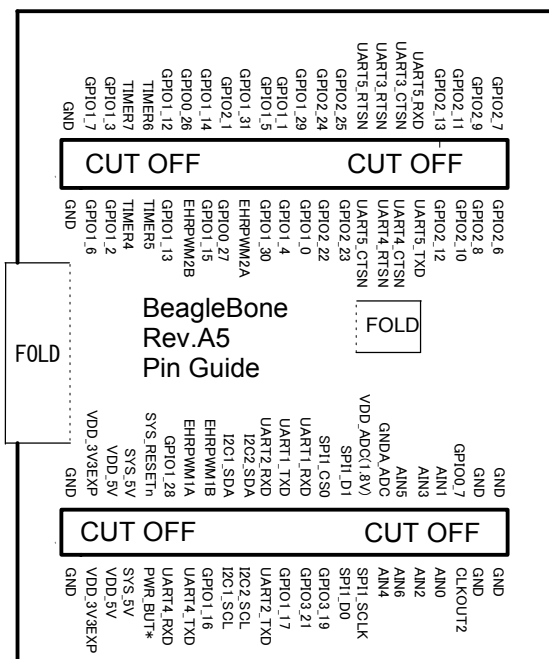 GND
GPIO1_7
GPIO1_3
TIMER7
TIMER6
GPIO1_12
GPIO0_26
GPIO1_14
GPIO2_1
GPIO1_31
GPIO1_5
GPIO1_1
GPIO1_29
GPIO2_24
GPIO2_25
UART5_RTSN
UART3_RTSN
UART3_CTSN
UART5_RXD
GPIO2_13
GPIO2_11
GPIO2_9
GPIO2_7
CUT OFF
CUT OFF
GND
GPIO1_6
GPIO1_2
TIMER4
TIMER5
GPIO1_13
EHRPWM2B
GPIO1_15
GPIO0_27
EHRPWM2A
GPIO1_30
GPIO1_4
GPIO1_0
GPIO2_22
GPIO2_23
UART5_CTSN
UART4_RTSN
UART4_CTSN
UART5_TXD
GPIO2_12
GPIO2_10
GPIO2_8
GPIO2_6
FOLD
BeagleBone
Rev.A5
Pin Guide
FOLD
GND
VDD_3V3EXP
VDD_5V
SYS_5V
SYS_RESETn
GPIO1_28
EHRPWM1A
EHRPWM1B
I2C1_SDA
I2C2_SDA
UART2_RXD
UART1_TXD
UART1_RXD
SPI1_CS0
SPI1_D1
VDD_ADC(1.8V)
GNDA_ADC
AIN5
AIN3
AIN1
GPIO0_7
GND
GND
CUT OFF
CUT OFF
GND
VDD_3V3EXP
VDD_5V
SYS_5V
PWR_BUT*
UART4_RXD
UART4_TXD
GPIO1_16
I2C1_SCL
I2C2_SCL
UART2_TXD
GPIO1_17
GPIO3_21
GPIO3_19
SPI1_D0
SPI1_SCLK
AIN4
AIN6
AIN2
AIN0
CLKOUT2
GND
GND